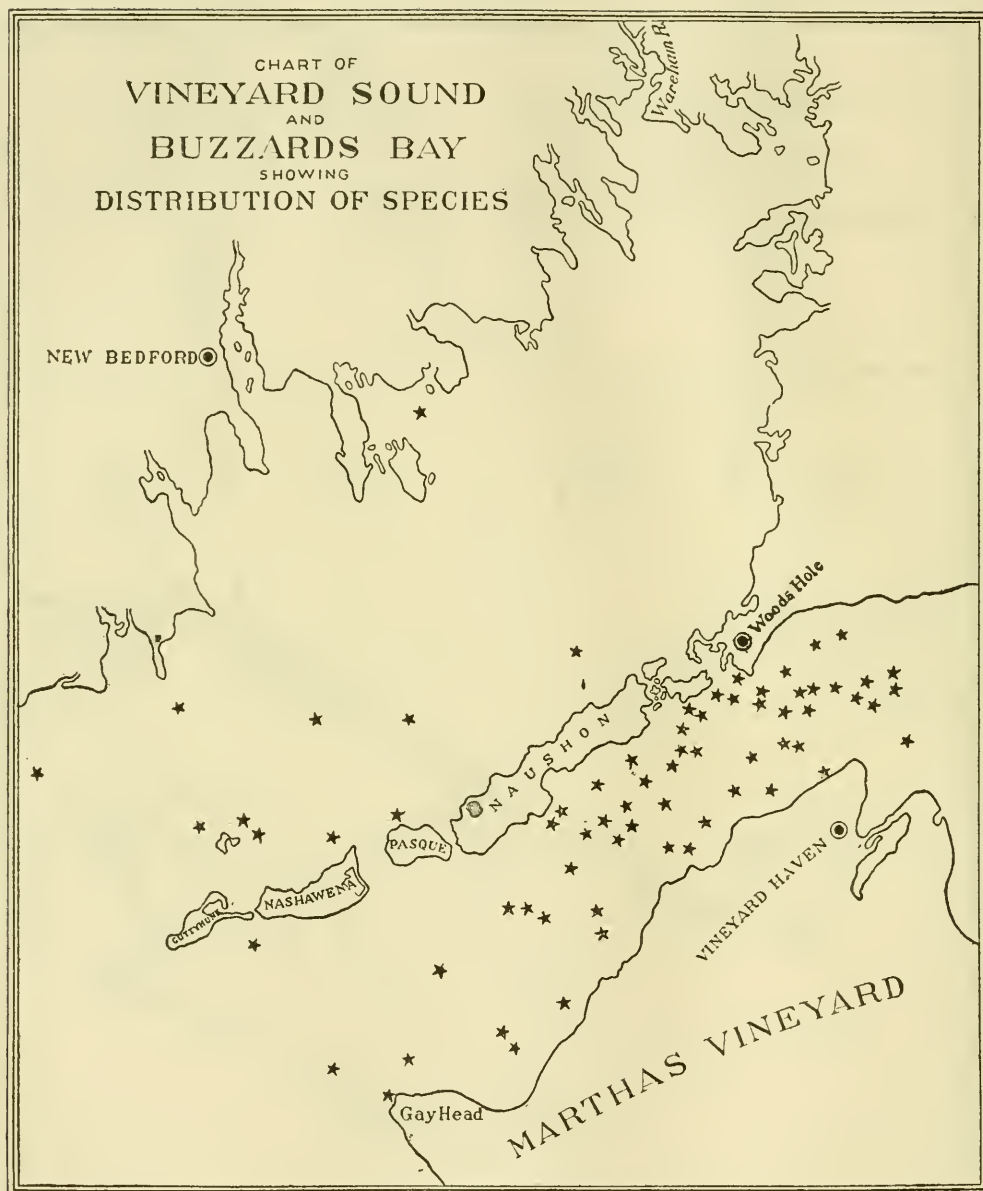 CHART OF
VINEYARD SOUND
AND
BUZZARDS BAY
SHOWING
DISTRIBUTION OF SPECIES
Wareham R.
NEW BEDFORD
Woods Hole
NAUSHON
PASQUE
NASHAWENA
CUTTYHUNK
VINEYARD HAVEN
MARTHAS VINEYARD
Gay Head